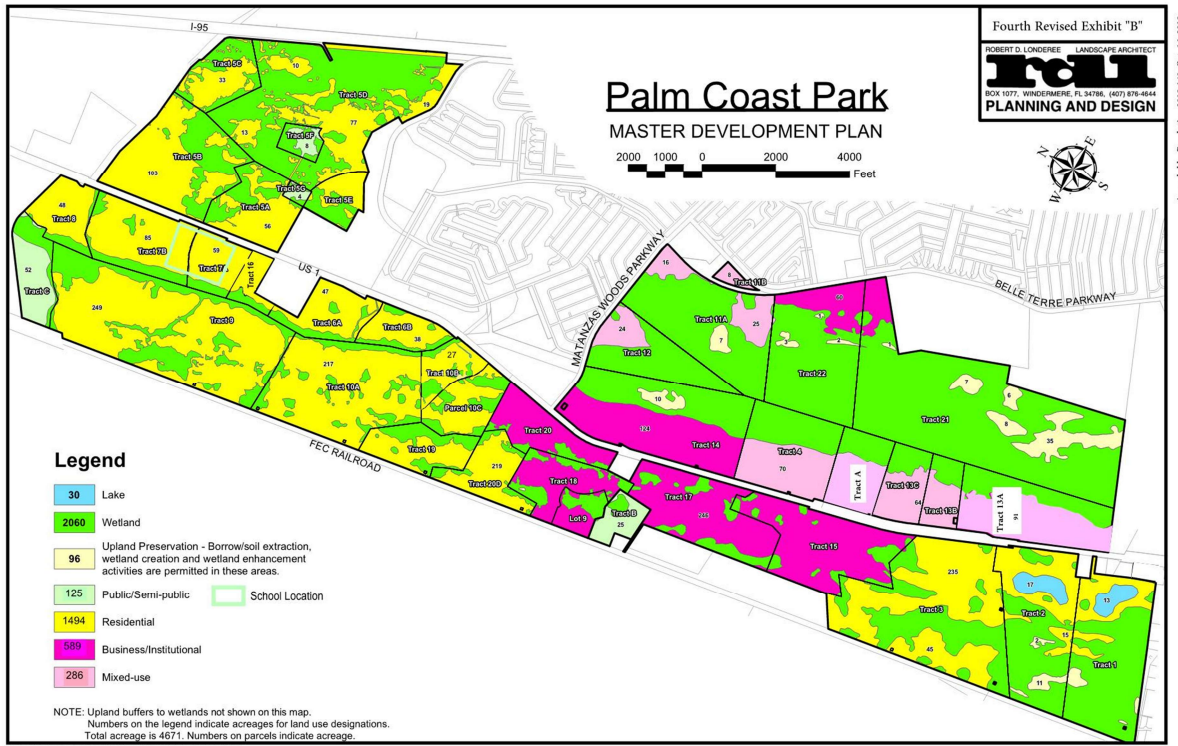 Fourth Revised Exhibit "B"
ROBERT D. LONDEREE LANDSCAPE ARCHITECT
rdl
BOX 1077, WINDERMERE, FL 34786, (407) 876-4644
PLANNING AND DESIGN
Palm Coast Park
MASTER DEVELOPMENT PLAN
2000 1000 0 2000 4000
Feet
N
E
W
S
I-95
Tract 5C
33
10
Tract 5D
19
77
13
Tract 5F
8
Tract 5B
103
Tract 5G
4
Tract 5E
Tract 5A
56
48
Tract 8
85
Tract 7B
59
Tract 7A
Tract 16
US 1
52
Tract C
249
Tract 9
47
Tract 6A
Tract 6B
38
217
Tract 10A
27
Tract 10B
Parcel 10C
Tract 19
219
Tract 20D
FEC RAILROAD
MATANZAS WOODS PARKWAY
BELLE TERRE PARKWAY
16
8
Tract 11B
Tract 11A
24
Tract 12
7
25
60
3
2
1
Tract 22
7
6
Tract 21
8
35
10
124
Tract 14
Tract 4
70
Tract A
Tract 13C
64
Tract 13B
Tract 13A
91
Tract 20
Tract 18
Lot 9
Tract B
25
Tract 17
246
Tract 15
235
Tract 3
45
17
Tract 2
13
15
2
11
Tract 1
Legend
30 Lake
2060 Wetland
96 Upland Preservation - Borrow/soil extraction,
wetland creation and wetland enhancement
activities are permitted in these areas.
125 Public/Semi-public School Location
1494 Residential
589 Business/Institutional
286 Mixed-use
NOTE: Upland buffers to wetlands not shown on this map.
Numbers on the legend indicate acreages for land use designations.
Total acreage is 4671. Numbers on parcels indicate acreage.